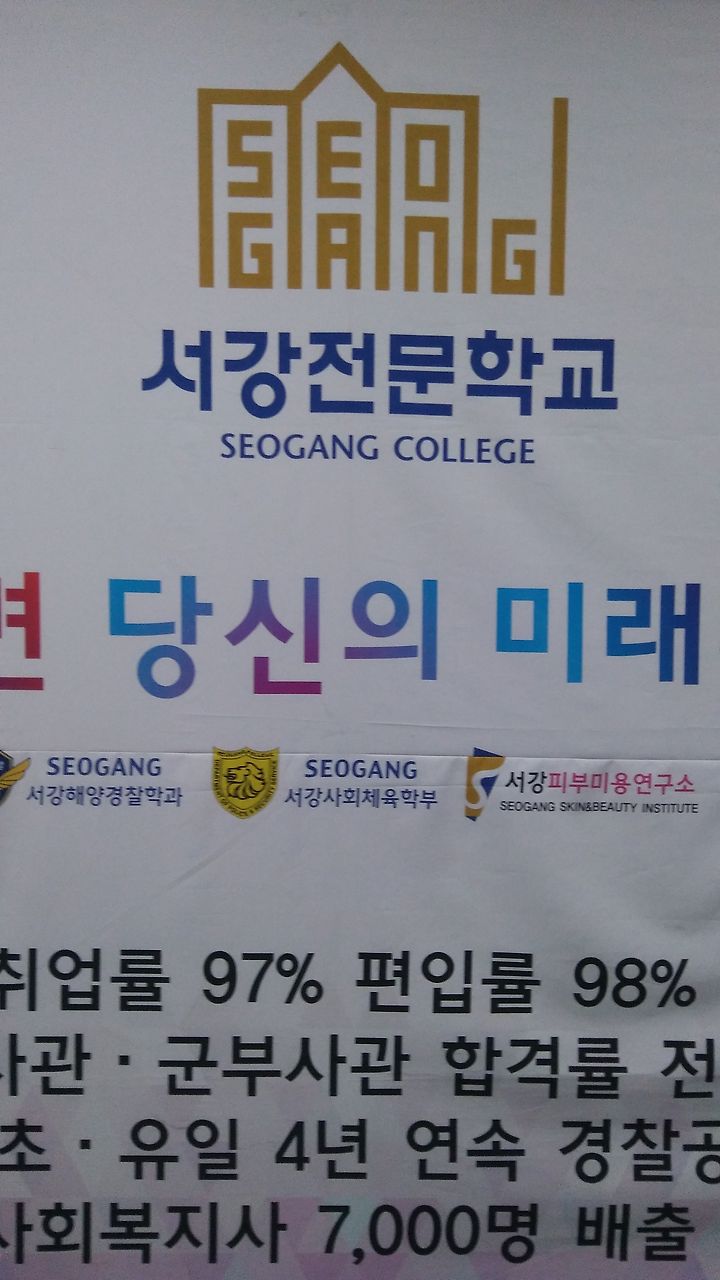 SEO
GANG
서강전문학교
SEOGANG COLLEGE
당신의 미래
SEOGANG
서강해양경찰학과
SEOGANG
서강사회체육학부
서강피부미용연구소
SEOGANG SKIN&BEAUTY INSTITUTE
취업률 97% 편입률 98%
사관·군부사관 합격률 전
초·유일 4년 연속 경찰공
사회복지사 7,000명 배출